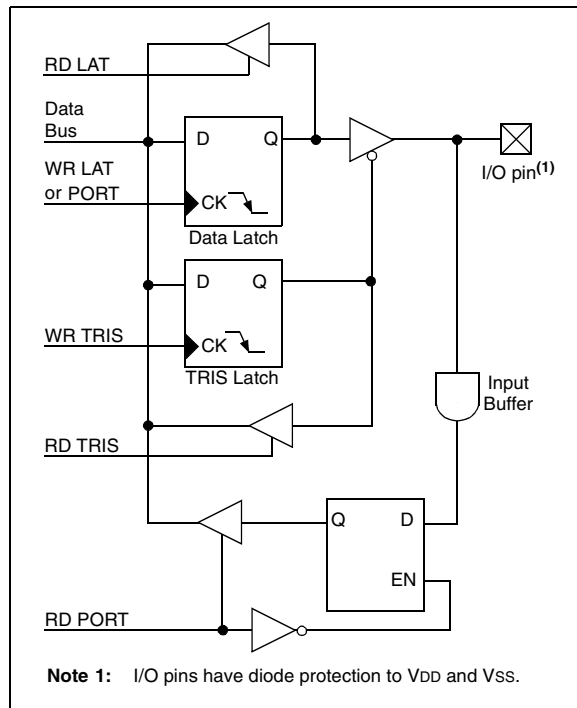 RD LAT
Data
Bus
D Q
WR LAT
or PORT
CK
Data Latch
I/O pin(1)
D Q
WR TRIS
CK
TRIS Latch
Input
Buffer
RD TRIS
Q D
EN
RD PORT
Note 1: I/O pins have diode protection to VDD and VSS.